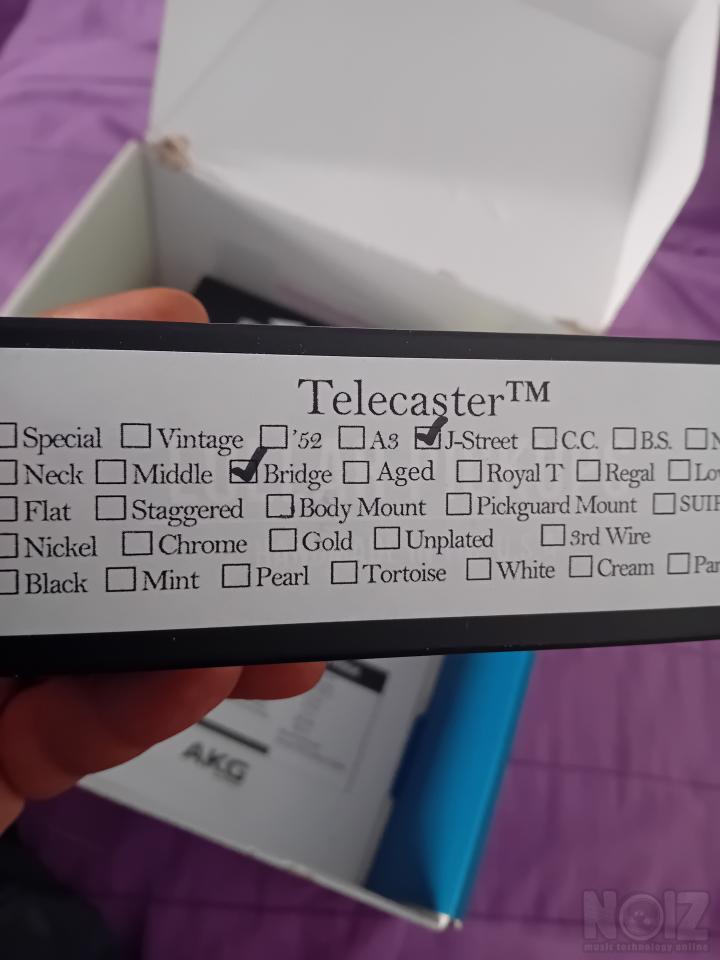 Telecaster™
☐ Special ☐ Vintage ☐ '52 ☐ A3 ☑ J-Street ☐ C.C. ☐ B.S. ☐
☐ Neck ☐ Middle ☑ Bridge ☐ Aged ☐ Royal T ☐ Regal ☐
☐ Flat ☐ Staggered ☐ Body Mount ☐ Pickguard Mount ☐
☐ Nickel ☐ Chrome ☐ Gold ☐ Unplated ☐ 3rd Wire
☐ Black ☐ Mint ☐ Pearl ☐ Tortoise ☐ White ☐ Cream ☐
AKG
NOIZ
music technology online